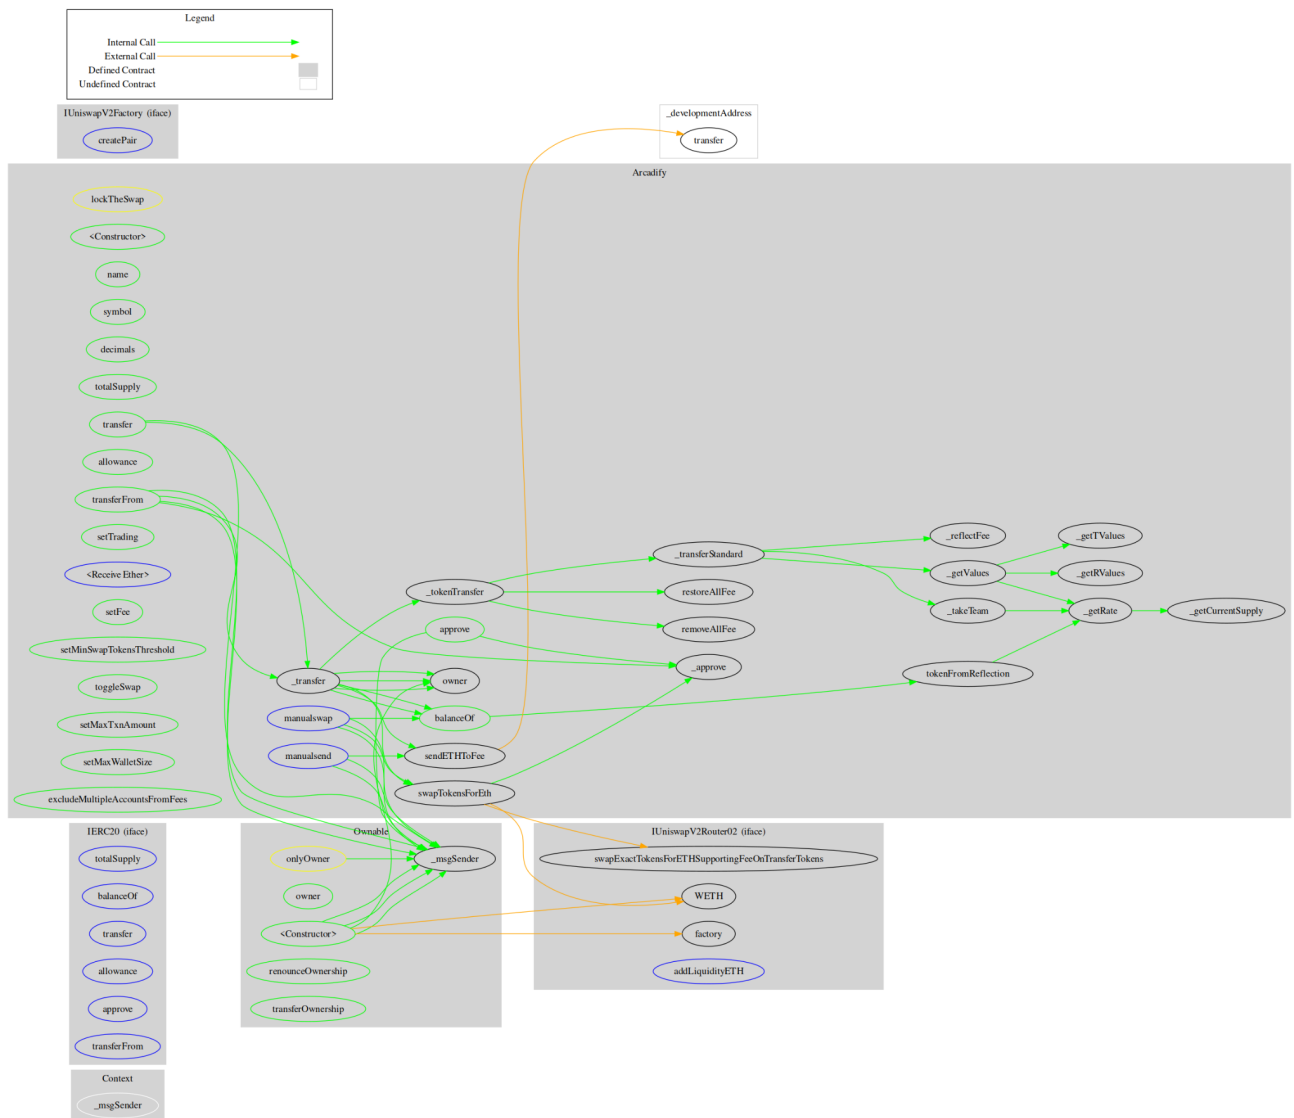 Legend
Internal Call
External Call
Defined Contract
Undefined Contract
IUniswapV2Factory (iface)
createPair
_developmentAddress
transfer
Arcadify
lockTheSwap
<Constructor>
name
symbol
decimals
totalSupply
transfer
allowance
transferFrom
setTrading
<Receive Ether>
setFee
setMinSwapTokensThreshold
toggleSwap
setMaxTxnAmount
setMaxWalletSize
excludeMultipleAccountsFromFees
_transfer
manualswap
manualsend
_tokenTransfer
approve
owner
balanceOf
sendETHToFee
swapTokensForEth
_transferStandard
restoreAllFee
removeAllFee
_approve
_reflectFee
_getValues
_takeTeam
tokenFromReflection
_getTValues
_getRValues
_getRate
_getCurrentSupply
IERC20 (iface)
totalSupply
balanceOf
transfer
allowance
approve
transferFrom
Ownable
onlyOwner
owner
<Constructor>
renounceOwnership
transferOwnership
_msgSender
IUniswapV2Router02 (iface)
swapExactTokensForETHSupportingFeeOnTransferTokens
WETH
factory
addLiquidityETH
Context
_msgSender